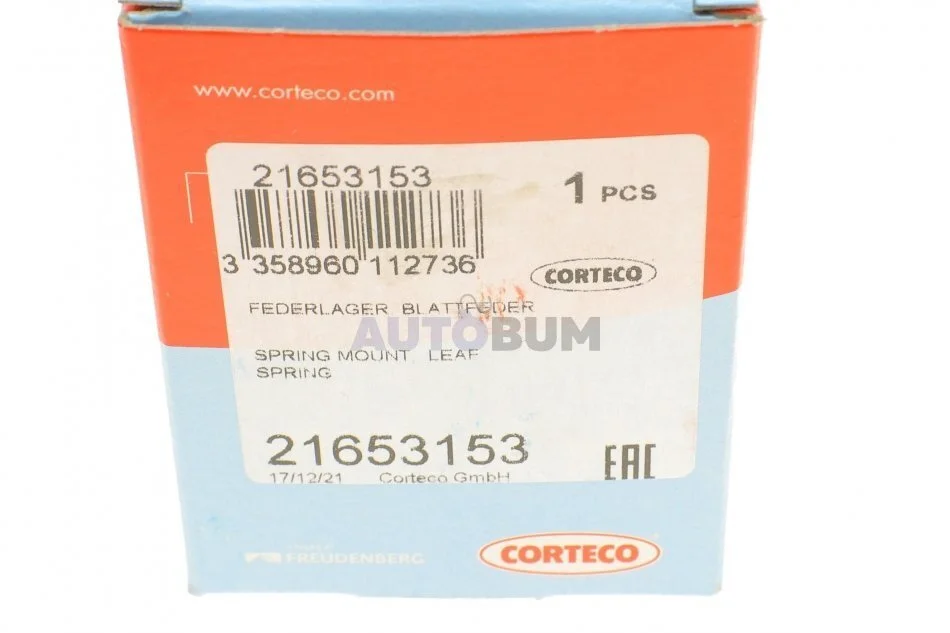 www.corteco.com
21653153
1 PCS
3 358960 112736
CORTECO
FEDERLAGER, BLATTFEDER
AUTOBUM
SPRING MOUNT, LEAF
SPRING
21653153
EAC
17/12/21 Corteco GmbH
FREUDENBERG
CORTECO